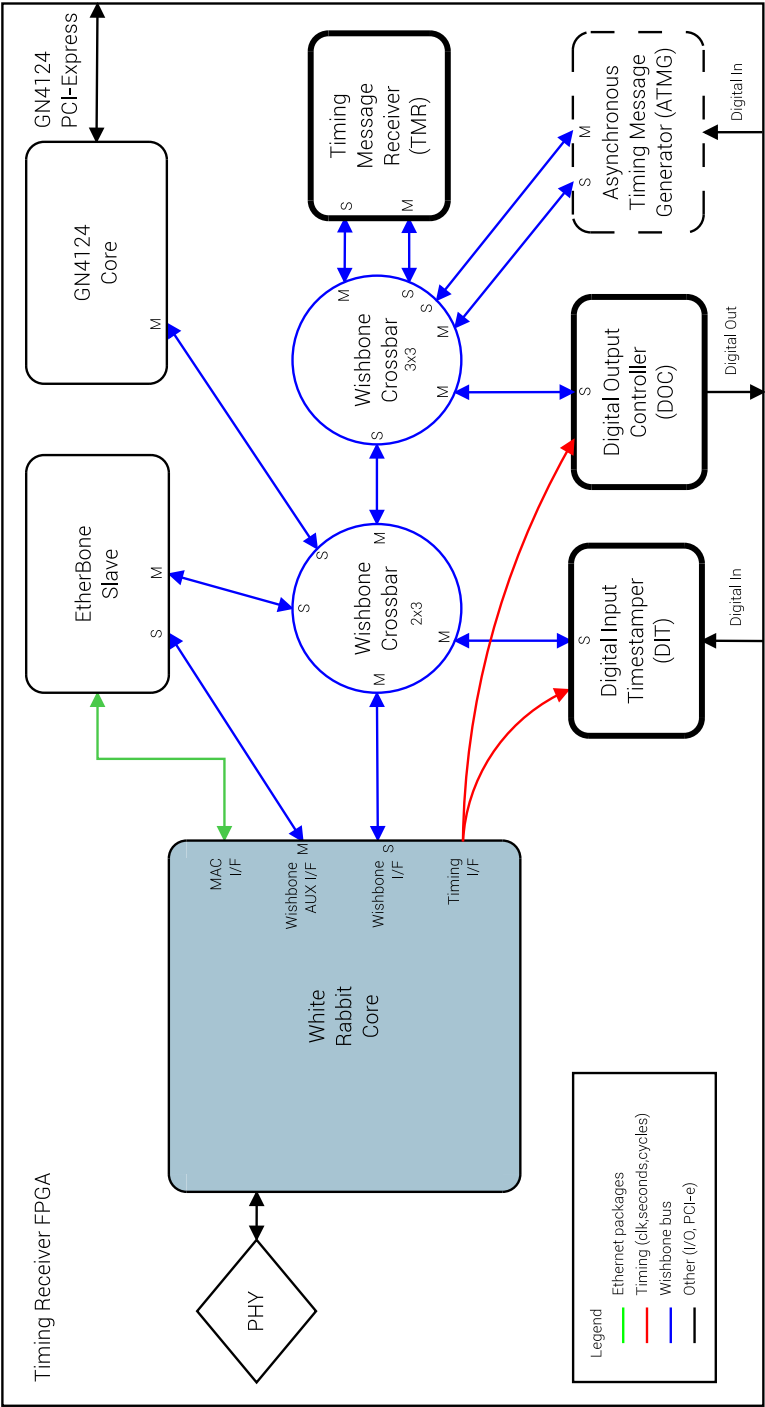 Timing Receiver FPGA
PHY
White
Rabbit
Core
MAC
I/F
Wishbone
AUX I/F
M
Wishbone
I/F
S
Timing
I/F
EtherBone
Slave
S
M
GN4124
Core
M
GN4124
PCI-Express
Wishbone
Crossbar
2x3
S
S
M
M
M
Wishbone
Crossbar
3x3
M
S
S
M
M
S
Timing
Message
Receiver
(TMR)
S
M
Asynchronous
Timing Message
Generator (ATMG)
M
S
Digital In
Digital Output
Controller
(DOC)
S
Digital Out
Digital Input
Timestamper
(DIT)
S
Digital In
Legend
Ethernet packages
Timing (clk,seconds,cycles)
Wishbone bus
Other (I/O, PCI-e)